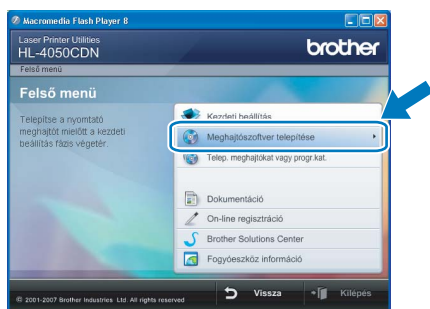 Macromedia Flash Player 8
Laser Printer Utilities
HL-4050CDN
brother
Felső menü
Felső menü
Telepítse a nyomtató
meghajtót mielőtt a kezdeti
beállítás fázis végetér.
Kezdeti beállítás
Meghajtószoftver telepítése
Telep. meghajtókat vagy progr.kat.
Dokumentáció
On-line regisztráció
Brother Solutions Center
Fogyóeszköz információ
© 2001-2007 Brother Industries Ltd. All rights reserved
Vissza
Kilépés